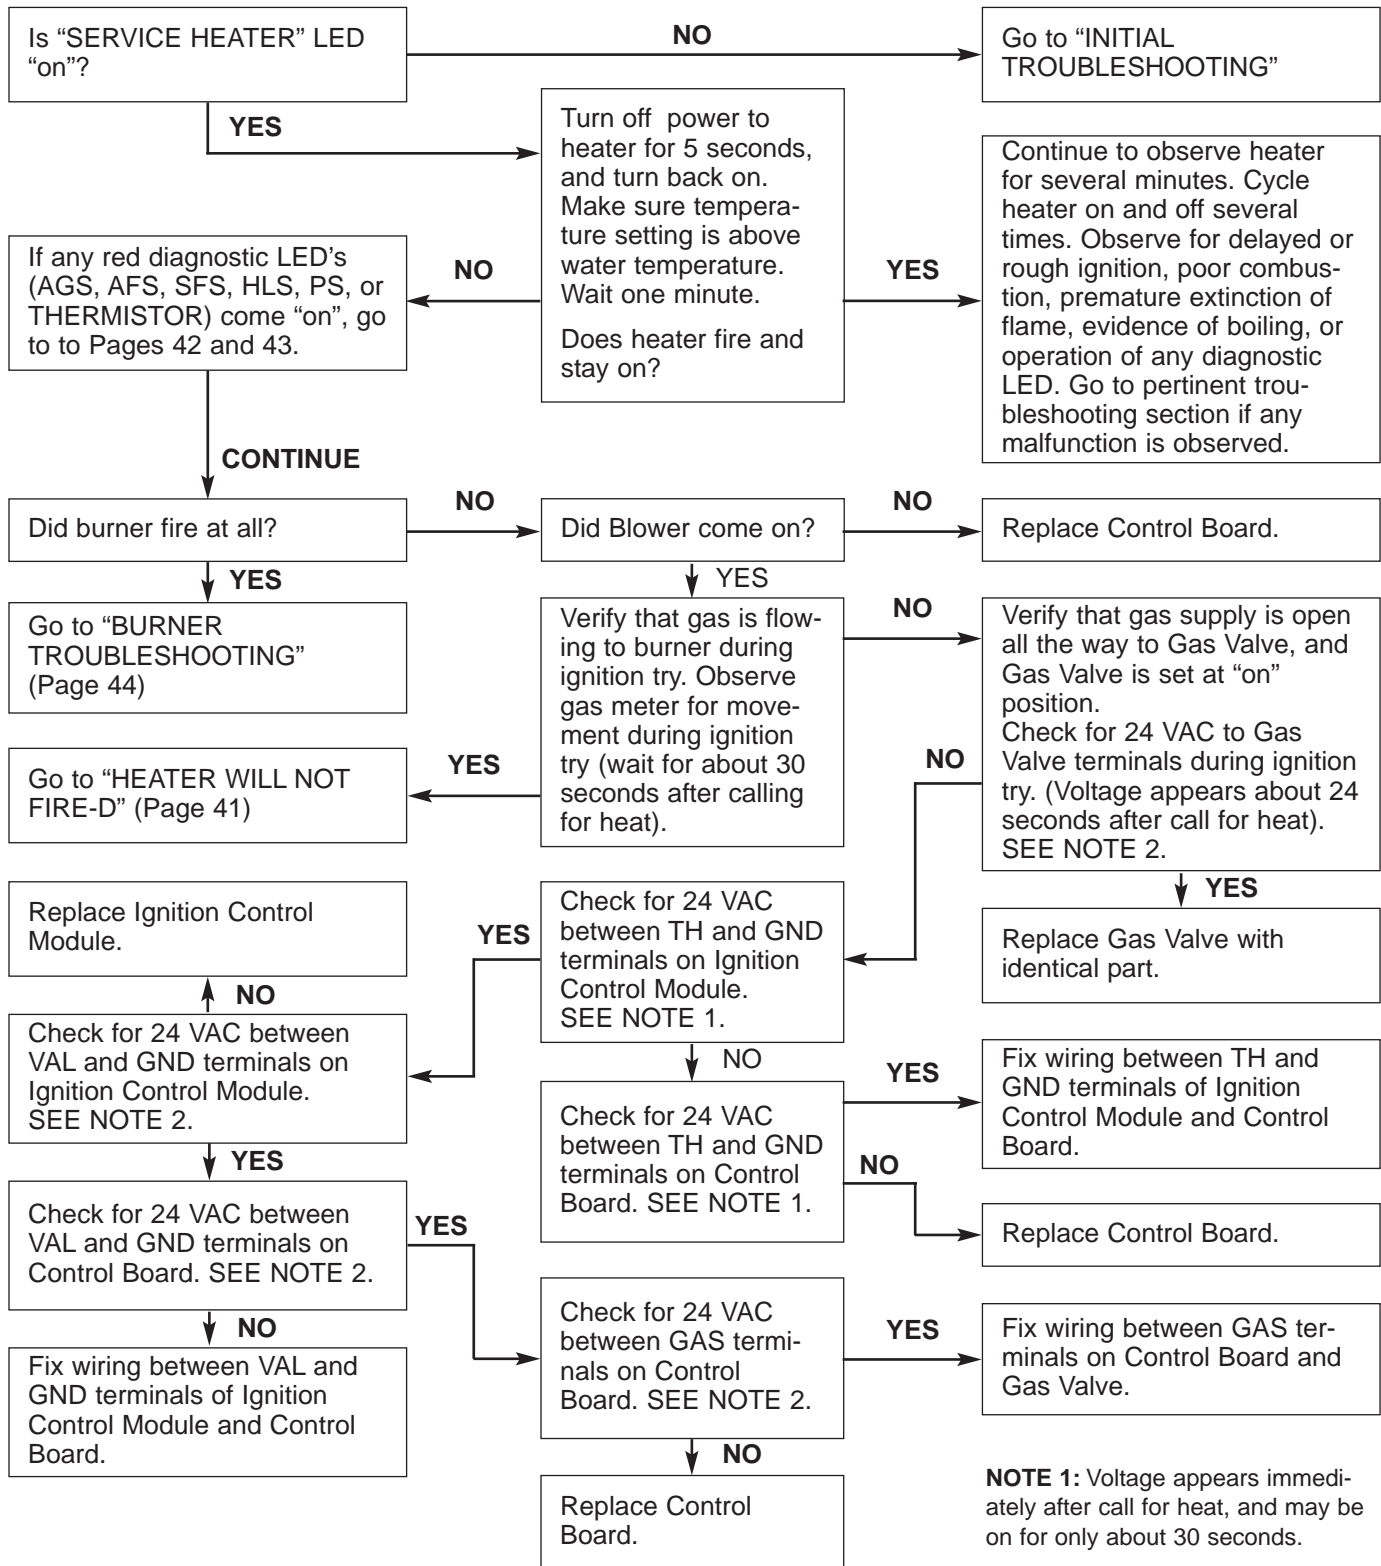 Is “SERVICE HEATER” LED
“on”?
NO
Go to “INITIAL
TROUBLESHOOTING”
YES
Turn off  power to
heater for 5 seconds,
and turn back on.
Make sure tempera-
ture setting is above
water temperature.
Wait one minute.
Does heater fire and
stay on?
YES
Continue to observe heater
for several minutes. Cycle
heater on and off several
times. Observe for delayed or
rough ignition, poor combus-
tion, premature extinction of
flame, evidence of boiling, or
operation of any diagnostic
LED. Go to pertinent trou-
bleshooting section if any
malfunction is observed.
NO
If any red diagnostic LED's
(AGS, AFS, SFS, HLS, PS, or
THERMISTOR) come “on”, go
to to Pages 42 and 43.
CONTINUE
Did burner fire at all?
NO
Did Blower come on?
NO
Replace Control Board.
YES
Go to “BURNER
TROUBLESHOOTING”
(Page 44)
YES
Verify that gas is flow-
ing to burner during
ignition try. Observe
gas meter for move-
ment during ignition
try (wait for about 30
seconds after calling
for heat).
NO
Verify that gas supply is open
all the way to Gas Valve, and
Gas Valve is set at “on”
position.
Check for 24 VAC to Gas
Valve terminals during ignition
try. (Voltage appears about 24
seconds after call for heat).
SEE NOTE 2.
YES
Go to “HEATER WILL NOT
FIRE-D” (Page 41)
NO
YES
Replace Gas Valve with
identical part.
Check for 24 VAC
between TH and GND
terminals on Ignition
Control Module.
SEE NOTE 1.
YES
Replace Ignition Control
Module.
NO
Check for 24 VAC between
VAL and GND terminals on
Ignition Control Module.
SEE NOTE 2.
NO
Check for 24 VAC
between TH and GND
terminals on Control
Board. SEE NOTE 1.
YES
Fix wiring between TH and
GND terminals of Ignition
Control Module and Control
Board.
NO
Replace Control Board.
YES
Check for 24 VAC between
VAL and GND terminals on
Control Board. SEE NOTE 2.
YES
Check for 24 VAC
between GAS termi-
nals on Control
Board. SEE NOTE 2.
YES
Fix wiring between GAS ter-
minals on Control Board and
Gas Valve.
NO
Fix wiring between VAL and
GND terminals of Ignition
Control Module and Control
Board.
NO
Replace Control
Board.
NOTE 1: Voltage appears immedi-
ately after call for heat, and may be
on for only about 30 seconds.